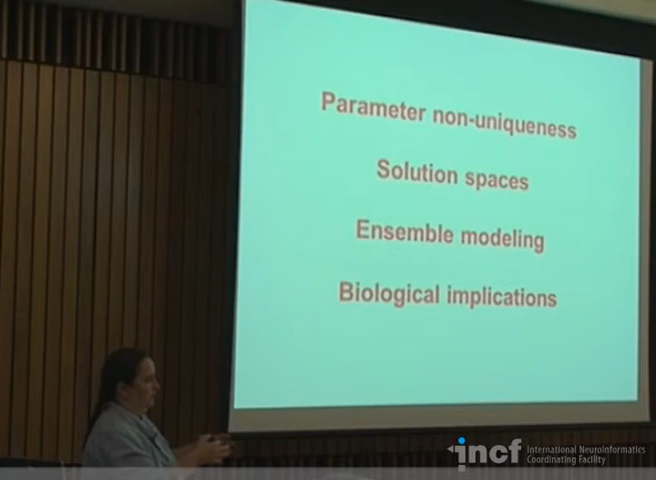 Parameter non-uniqueness
Solution spaces
Ensemble modeling
Biological implications
incf International Neuroinformatics
Coordinating Facility